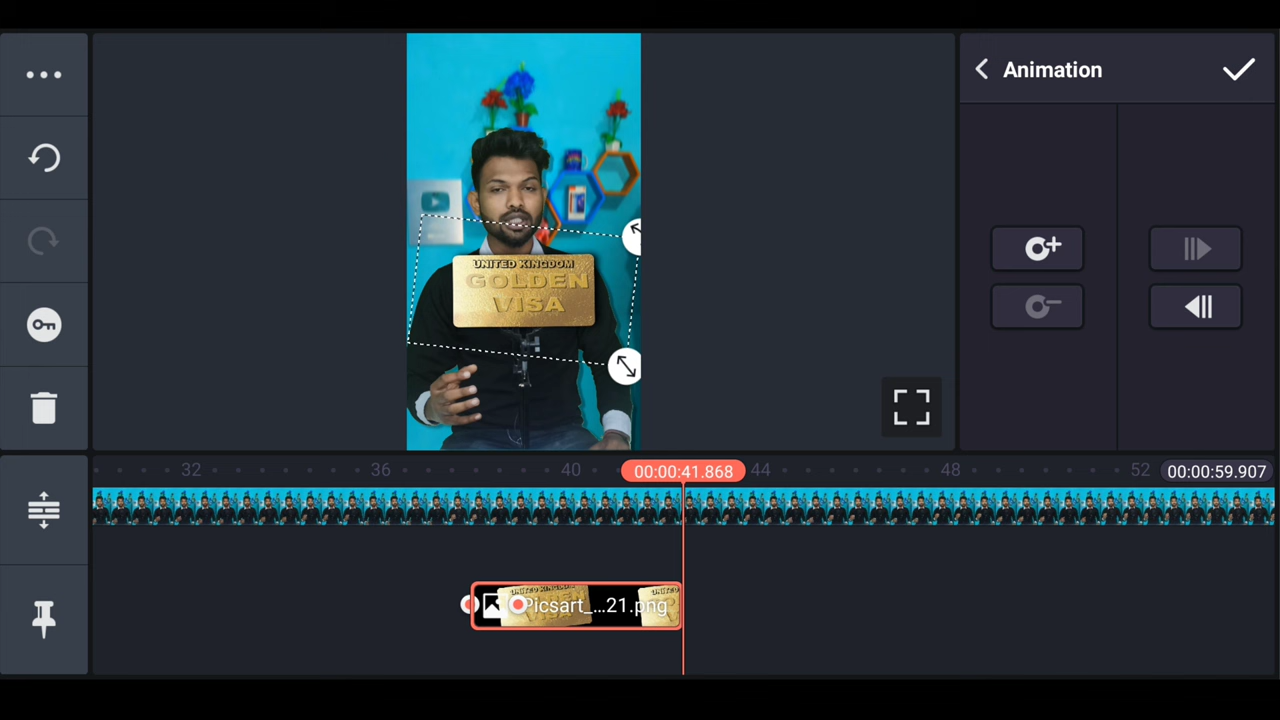 Animation
UNITED KINGDOM
GOLDEN
VISA
32
36
40
00:00:41.868
44
48
52
00:00:59.907
Picsart_...21.png